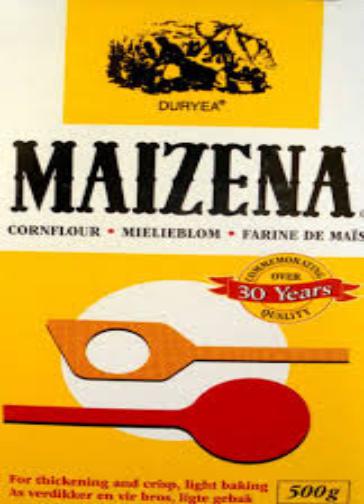 DURYEA®
MAIZENA
CORNFLOUR • MIELIEBLOM • FARINE DE MAÏS
COMMEMORATING
OVER
30 Years
QUALITY
For thickening and crisp, light baking
As verdikker en vir bros, ligte gebak
500g